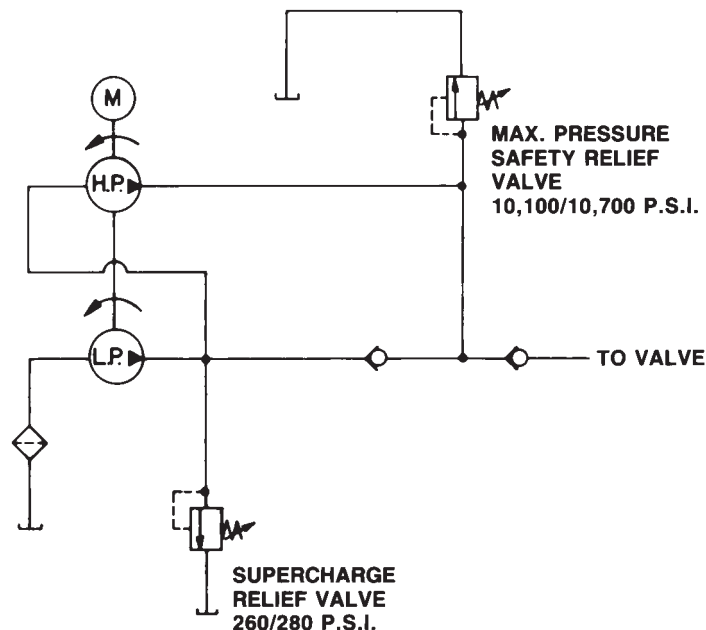 M
MAX. PRESSURE
SAFETY RELIEF
VALVE
10,100/10,700 P.S.I.
H.P.
L.P.
TO VALVE
SUPERCHARGE
RELIEF VALVE
260/280 P.S.I.